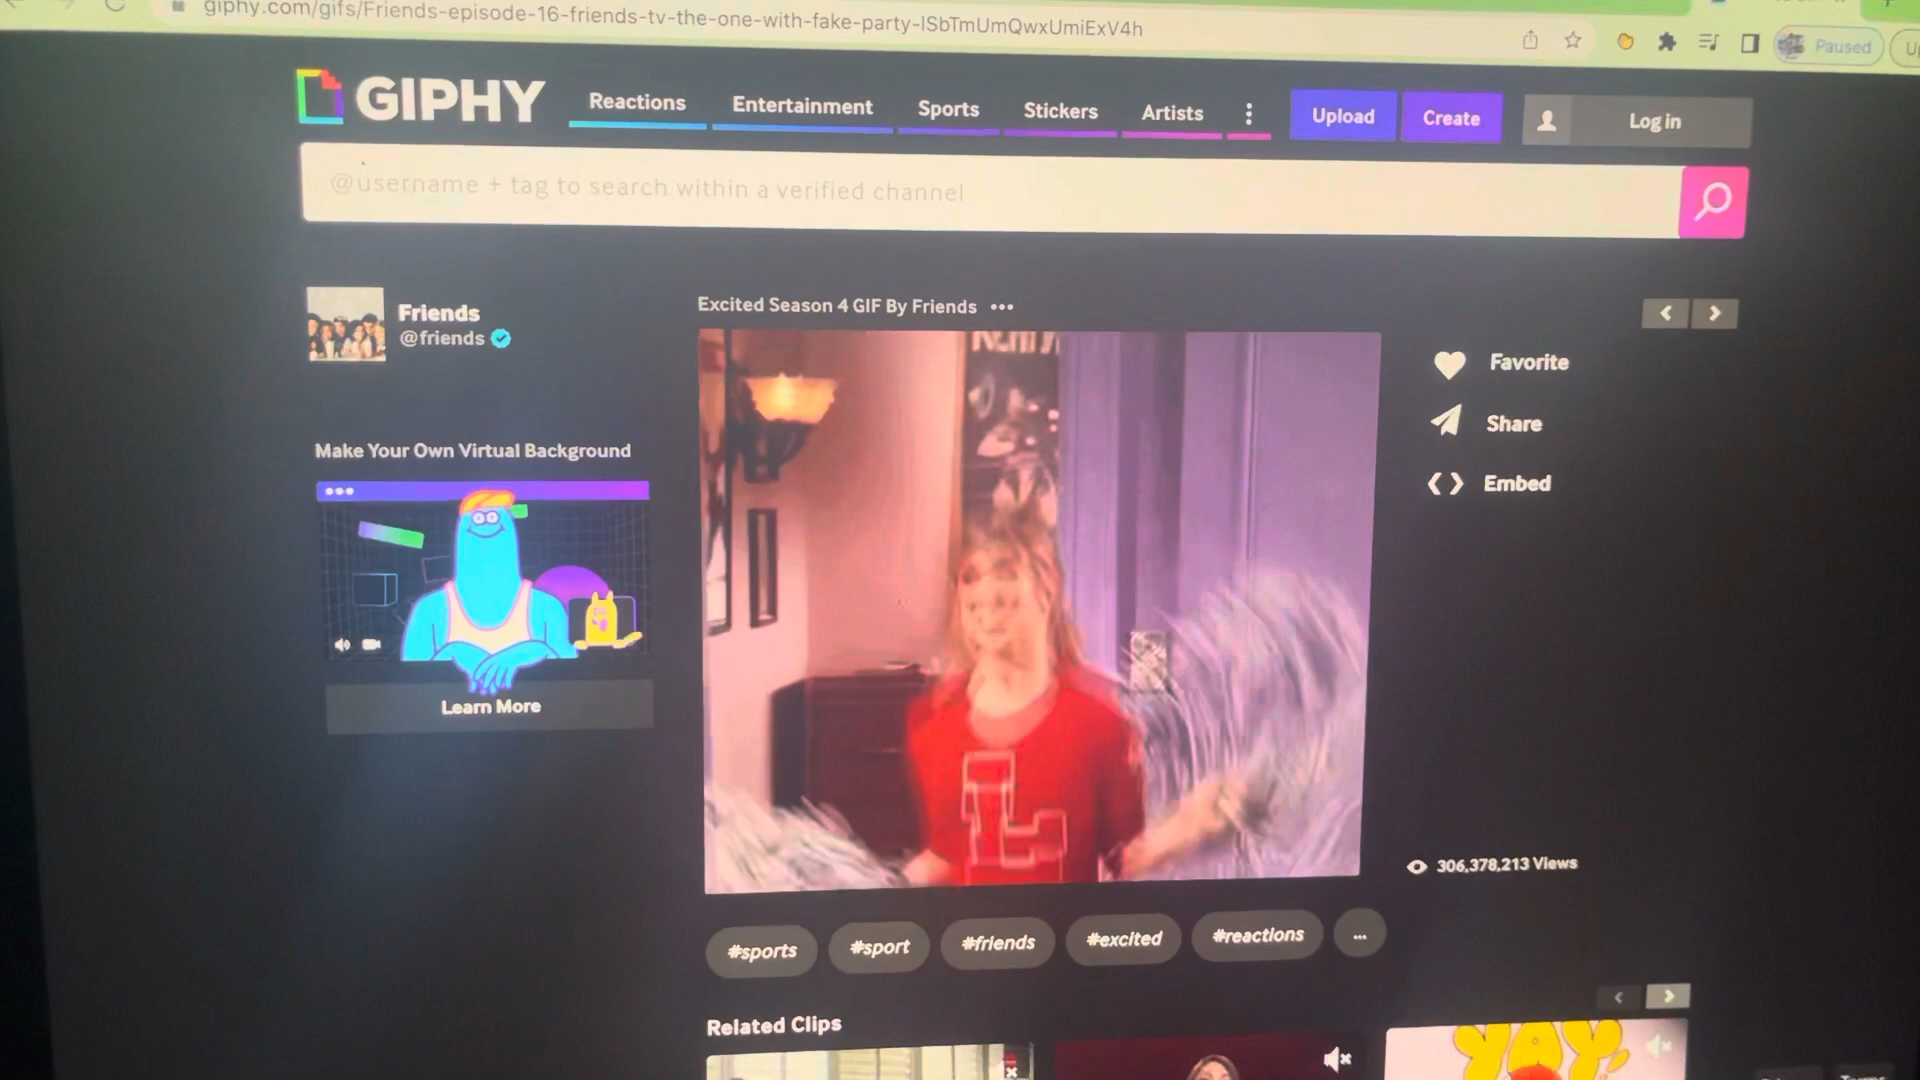 giphy.com/gifs/Friends-episode-16-friends-tv-the-one-with-fake-party-lSbTmUmQwxUmiExV4h
Paused
GIPHY
Reactions
Entertainment
Sports
Stickers
Artists
Upload
Create
Log in
@username + tag to search within a verified channel
Friends
@friends
Excited Season 4 GIF By Friends
Favorite
Share
Embed
Make Your Own Virtual Background
Learn More
L
306,378,213 Views
#sports
#sport
#friends
#excited
#reactions
...
Related Clips
YAY!